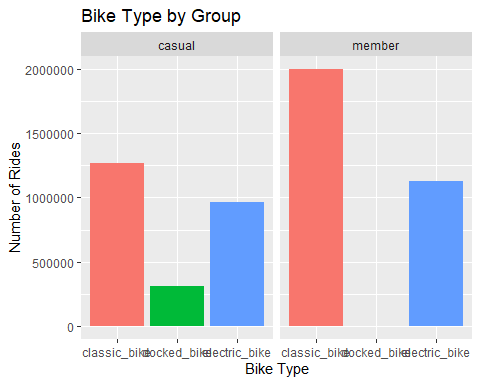 Bike Type by Group
casual
member
Number of Rides
2000000
1500000
1000000
500000
0
classic_bike docked_bike electric_bike
classic_bike docked_bike electric_bike
Bike Type